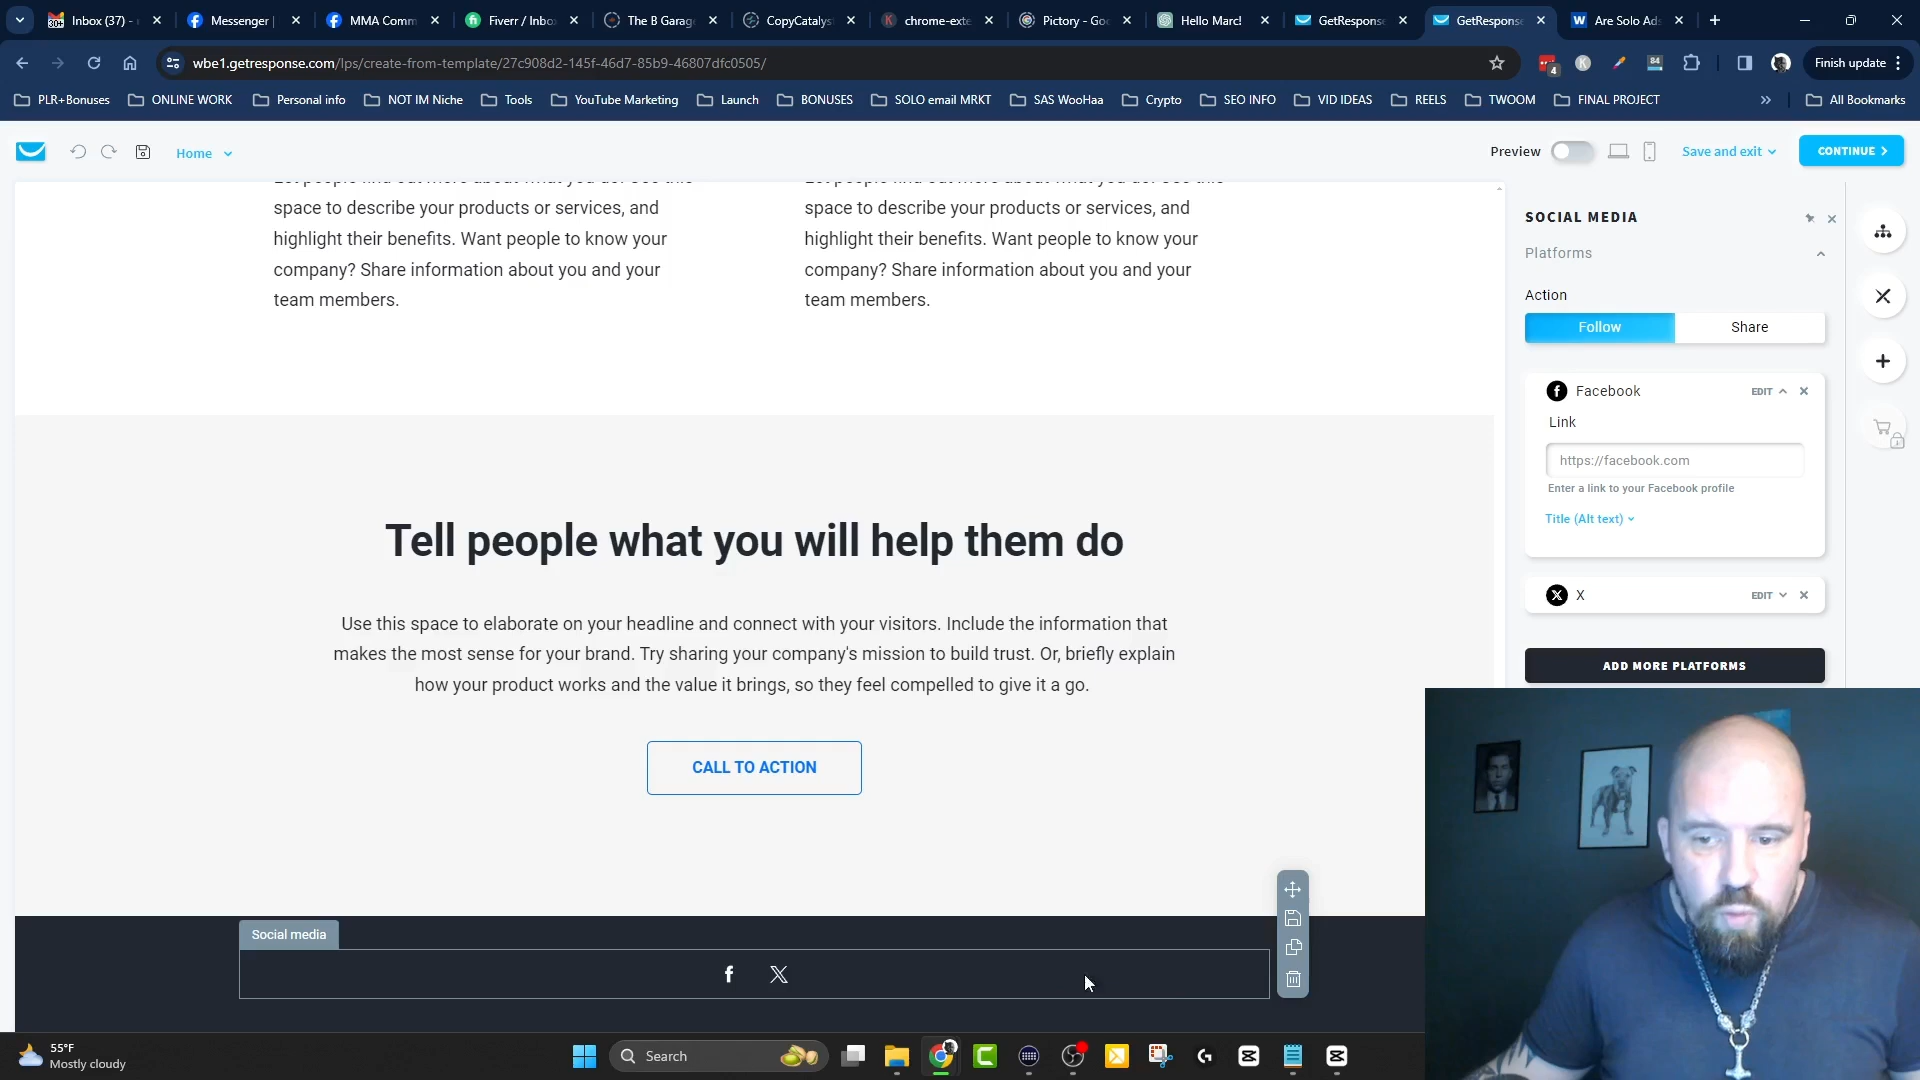 Inbox (37) -
Messenger |
MMA Comm
Fiverr / Inbo
The B Garage
CopyCatalys
chrome-exte
Pictory - Go
Hello Marc!
GetResponse
GetResponse
Are Solo Ads
wbe1.getresponse.com/lps/create-from-template/27c908d2-145f-46d7-85b9-46807dfc0505/
84
4
Finish update
PLR+Bonuses
ONLINE WORK
Personal info
NOT IM Niche
Tools
YouTube Marketing
Launch
BONUSES
SOLO email MRKT
SAS WooHaa
Crypto
SEO INFO
VID IDEAS
REELS
TWOOM
FINAL PROJECT
All Bookmarks
Home
Preview
Save and exit
CONTINUE
space to describe your products or services, and
highlight their benefits. Want people to know your
company? Share information about you and your
team members.
space to describe your products or services, and
highlight their benefits. Want people to know your
company? Share information about you and your
team members.
Tell people what you will help them do
Use this space to elaborate on your headline and connect with your visitors. Include the information that
makes the most sense for your brand. Try sharing your company's mission to build trust. Or, briefly explain
how your product works and the value it brings, so they feel compelled to give it a go.
CALL TO ACTION
Social media
SOCIAL MEDIA
Platforms
Action
Follow
Share
Facebook
EDIT
Link
https://facebook.com
Enter a link to your Facebook profile
Title (Alt text)
X
EDIT
ADD MORE PLATFORMS
55°F
Mostly cloudy
Search